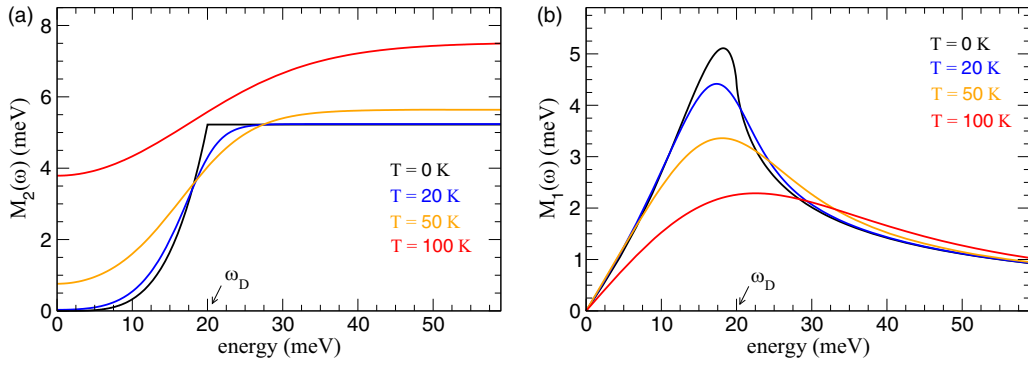 (a)
8
6
4
2
0
M₂(ω) (meV)
T = 0 K
T = 20 K
T = 50 K
T = 100 K
ω_D
0 10 20 30 40 50
energy (meV)
(b)
5
4
3
2
1
0
M₁(ω) (meV)
T = 0 K
T = 20 K
T = 50 K
T = 100 K
ω_D
0 10 20 30 40 50
energy (meV)